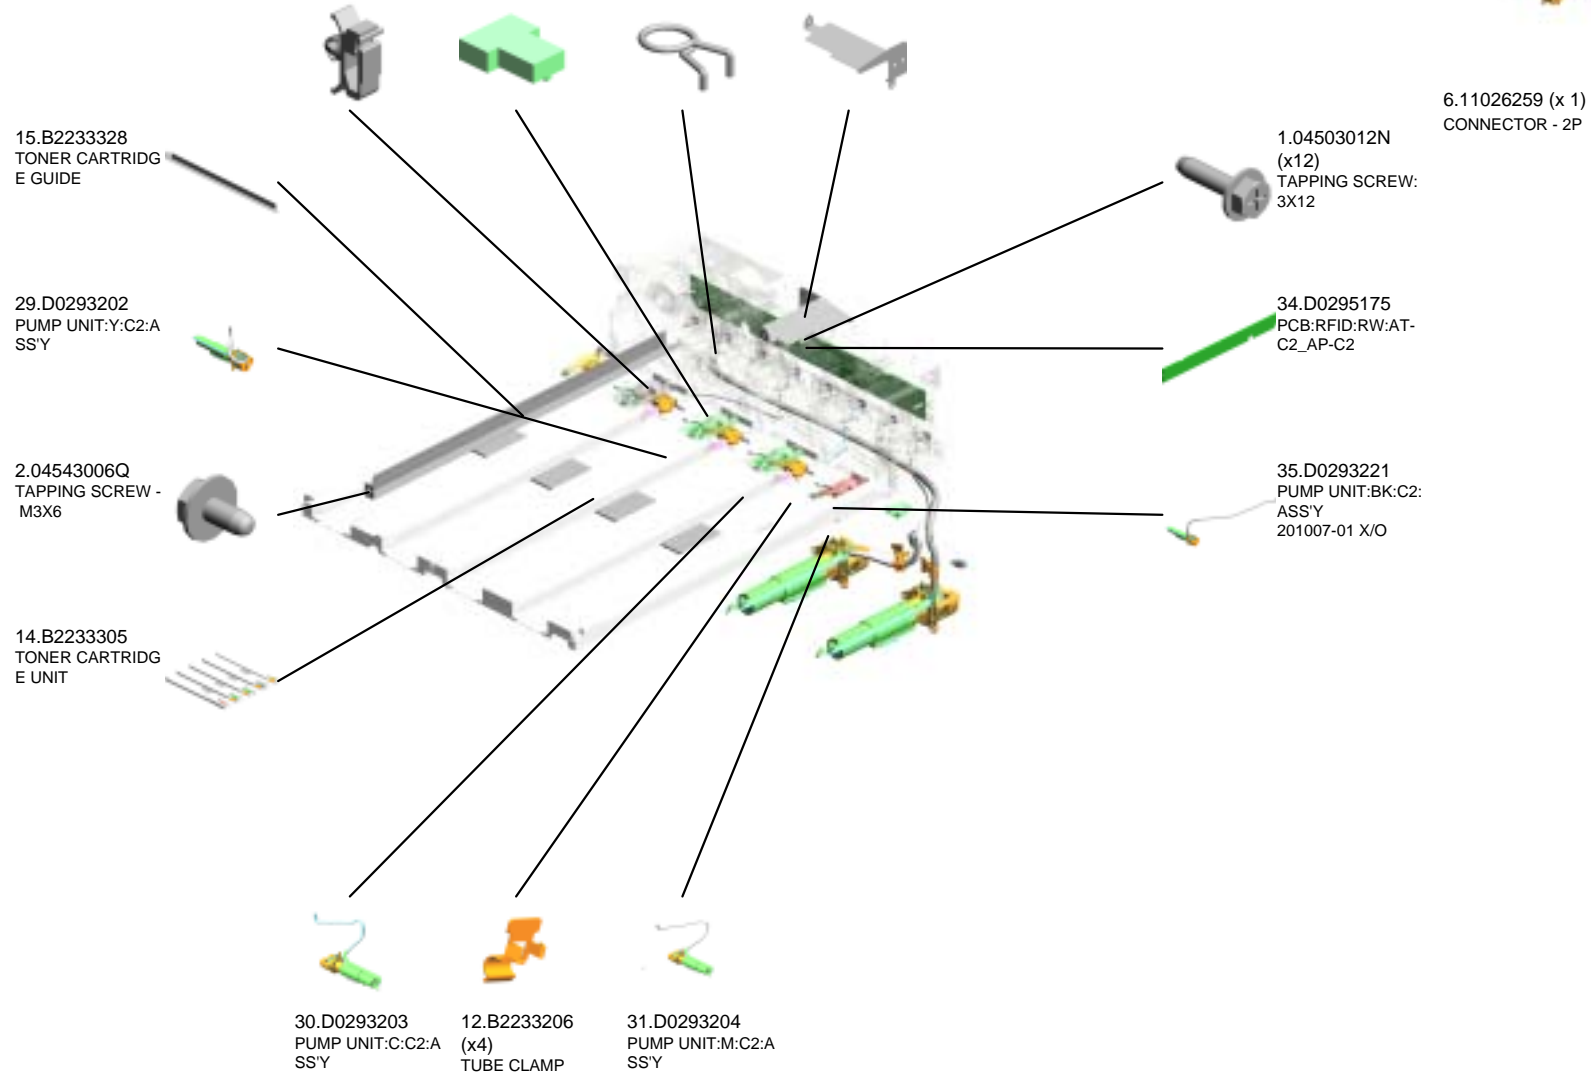 6.11026259 (x 1)
CONNECTOR - 2P
15.B2233328
TONER CARTRIDG
E GUIDE
1.04503012N
(x12)
TAPPING SCREW:
3X12
29.D0293202
PUMP UNIT:Y:C2:A
SS'Y
34.D0295175
PCB:RFID:RW:AT-
C2_AP-C2
2.04543006Q
TAPPING SCREW -
M3X6
35.D0293221
PUMP UNIT:BK:C2:
ASS'Y
201007-01 X/O
14.B2233305
TONER CARTRIDG
E UNIT
30.D0293203
PUMP UNIT:C:C2:A
SS'Y
12.B2233206
(x4)
TUBE CLAMP
31.D0293204
PUMP UNIT:M:C2:A
SS'Y